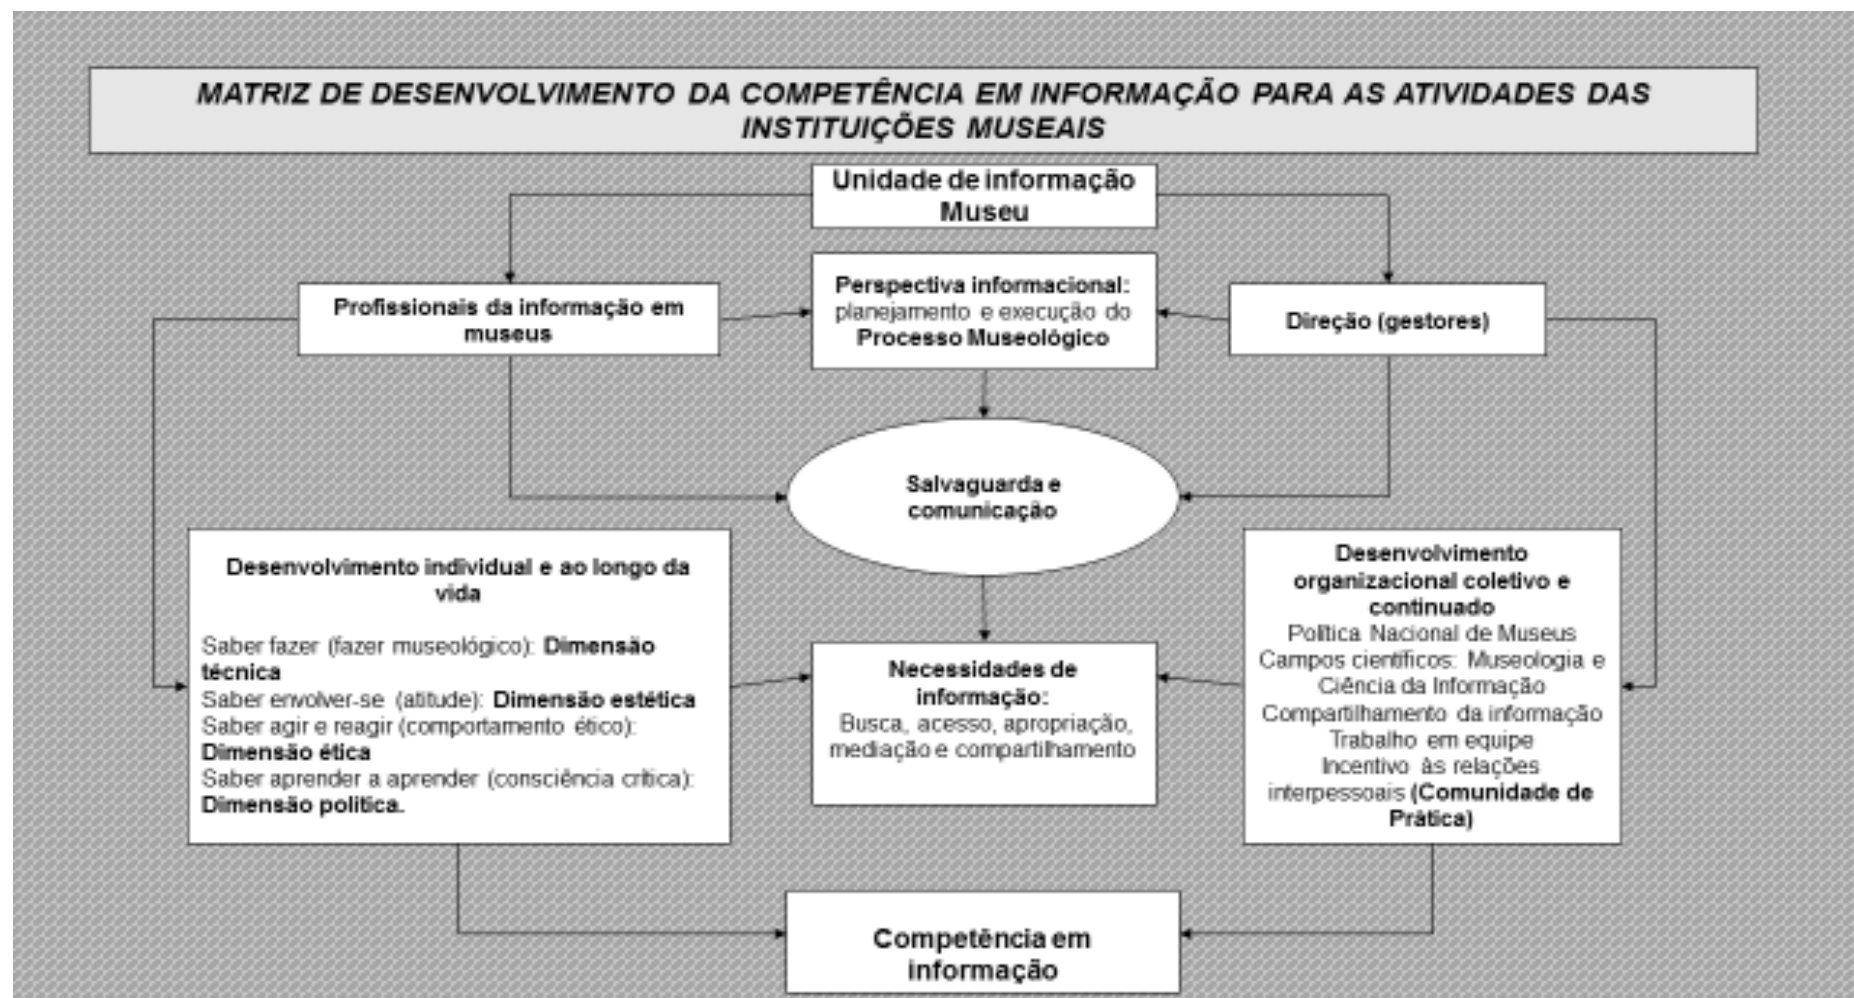 MATRIZ DE DESENVOLVIMENTO DA COMPETÊNCIA EM INFORMAÇÃO PARA AS ATIVIDADES DAS
INSTITUIÇÕES MUSEAIS
Unidade de informação
Museu
Profissionais da informação em
museus
Perspectiva informacional:
planejamento e execução do
Processo Museológico
Direção (gestores)
Salvaguarda e
comunicação
Desenvolvimento individual e ao longo da
vida
Saber fazer (fazer museológico): Dimensão
técnica
Saber envolver-se (atitude): Dimensão estética
Saber agir e reagir (comportamento ético):
Dimensão ética
Saber aprender a aprender (consciência crítica):
Dimensão política.
Necessidades de
informação:
Busca, acesso, apropriação,
mediação e compartilhamento
Desenvolvimento
organizacional coletivo e
continuado
Política Nacional de Museus
Campos científicos: Museologia e
Ciência da Informação
Compartilhamento da informação
Trabalho em equipe
Incentivo às relações
interpessoais (Comunidade de
Prática)
Competência em
informação